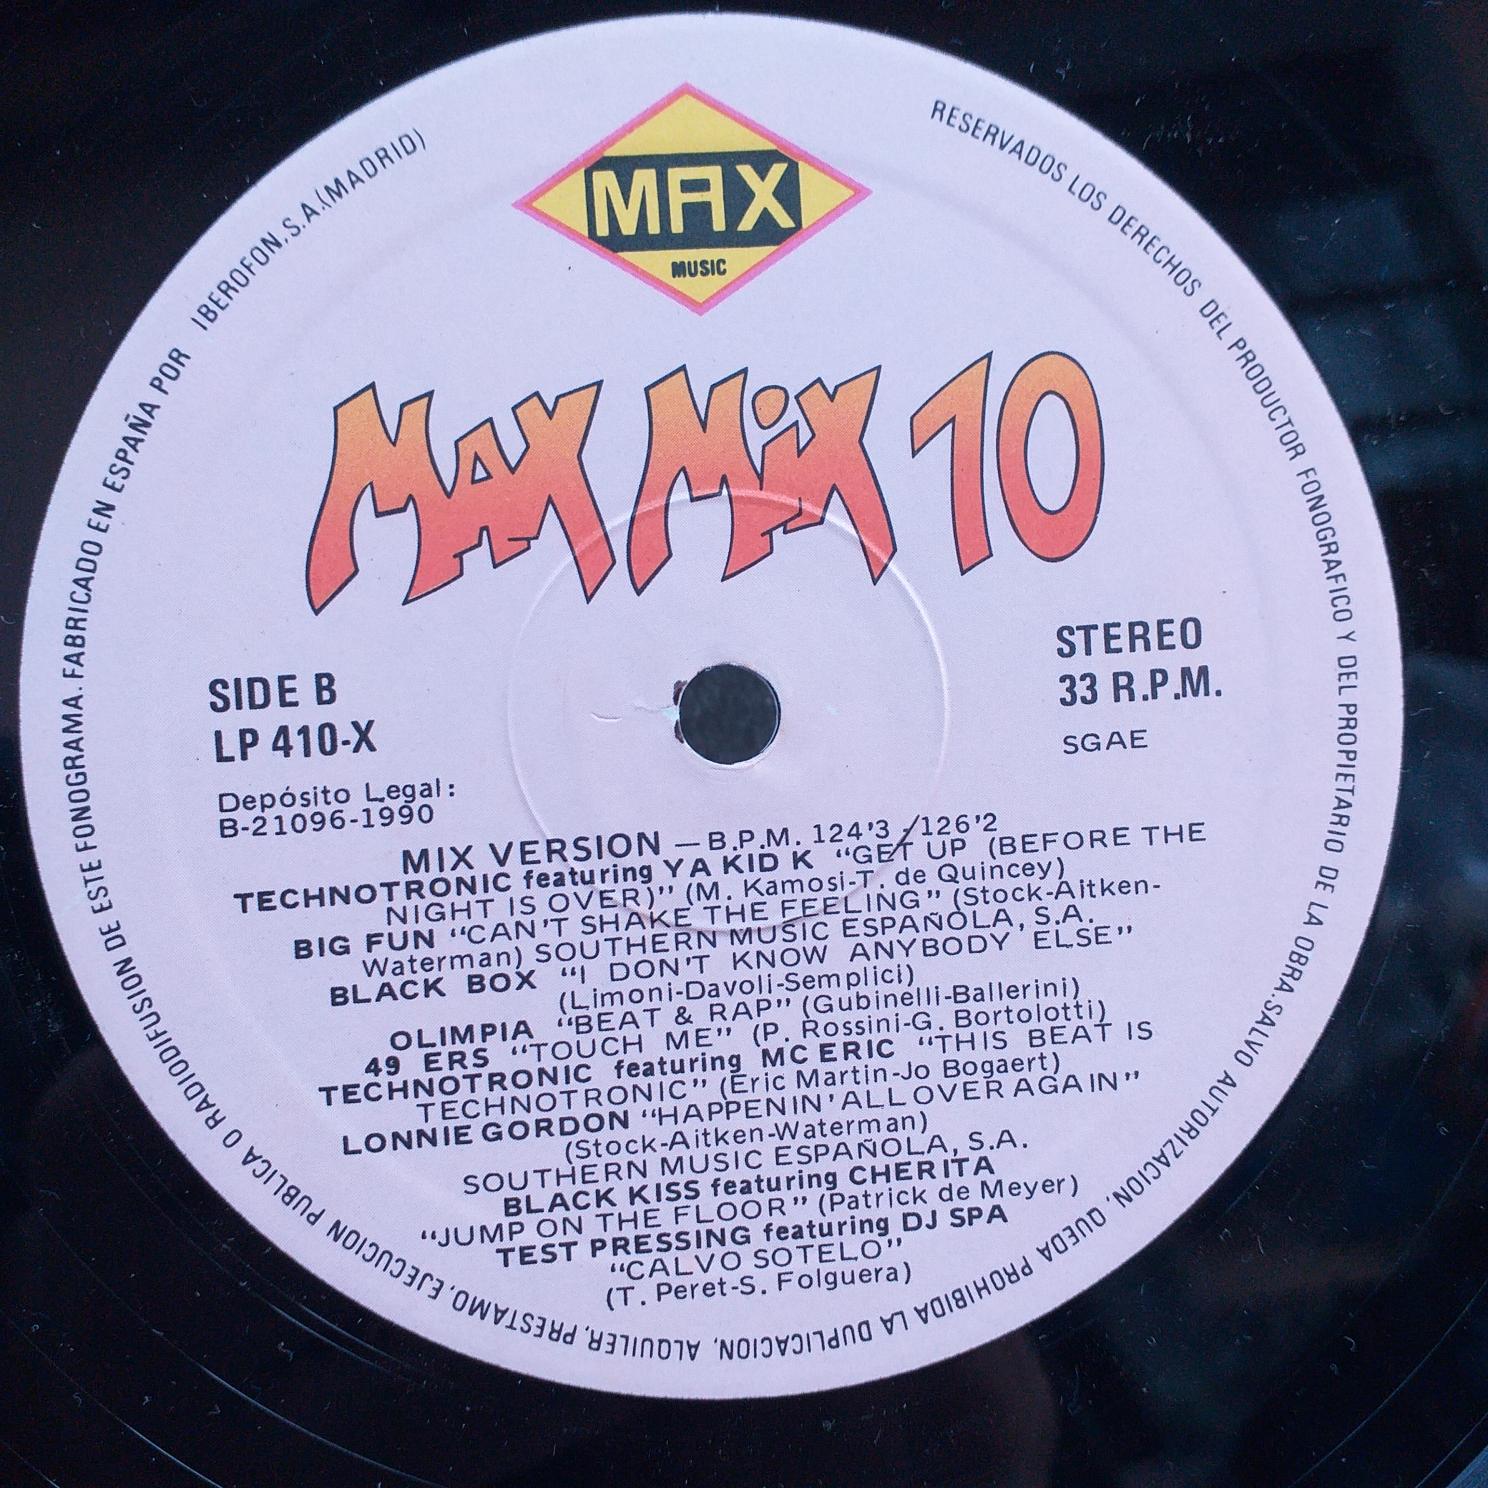 RESERVADOS LOS DERECHOS DEL PRODUCTOR FONOGRAFICO Y DEL PROPIETARIO DE LA OBRA.SALVO AUTORIZACION, QUEDA PROHIBIDA LA DUPLICACION, ALQUILER, PRESTAMO, EJECUCION PUBLICA O RADIODIFUSION DE ESTE FONOGRAMA. FABRICADO EN ESPAÑA POR IBEROFON,S.A.(MADRID)
MAX
MUSIC
MAX MiX 10
SIDE B
LP 410-X
Depósito Legal:
B-21096-1990
STEREO
33 R.P.M.
SGAE
MIX VERSION — B.P.M. 124'3 - 126'2
TECHNOTRONIC featuring YA KID K "GET UP (BEFORE THE
NIGHT IS OVER)" (M. Kamosi-T. de Quincey)
BIG FUN "CAN'T SHAKE THE FEELING" (Stock-Aitken-
Waterman) SOUTHERN MUSIC ESPAÑOLA, S.A.
BLACK BOX "I DON'T KNOW ANYBODY ELSE"
(Limoni-Davoli-Semplici)
OLIMPIA "BEAT & RAP" (Gubinelli-Ballerini)
49 ERS "TOUCH ME" (P. Rossini-G. Bortolotti)
TECHNOTRONIC featuring MC ERIC "THIS BEAT IS
TECHNOTRONIC" (Eric Martin-Jo Bogaert)
LONNIE GORDON "HAPPENIN' ALL OVER AGAIN"
(Stock-Aitken-Waterman)
SOUTHERN MUSIC ESPAÑOLA, S.A.
BLACK KISS featuring CHERITA
"JUMP ON THE FLOOR" (Patrick de Meyer)
TEST PRESSING featuring DJ SPA
"CALVO SOTELO"
(T. Peret-S. Folguera)